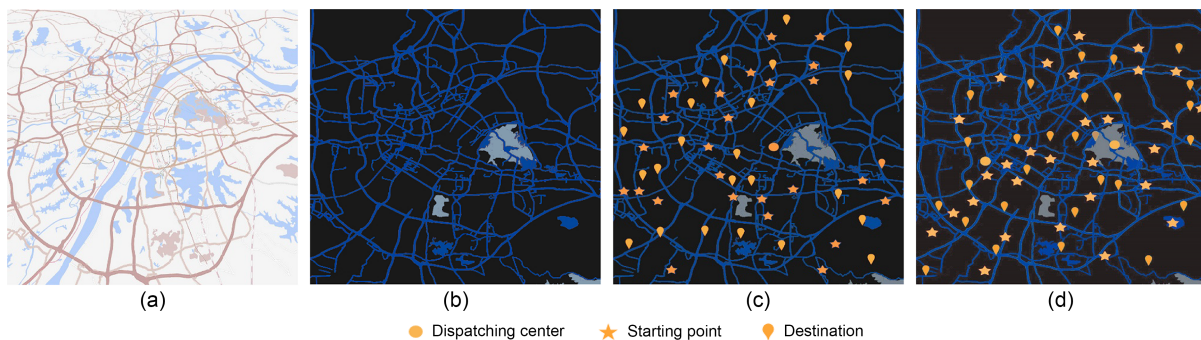 (a) (b) (c) (d)
Dispatching center Starting point Destination